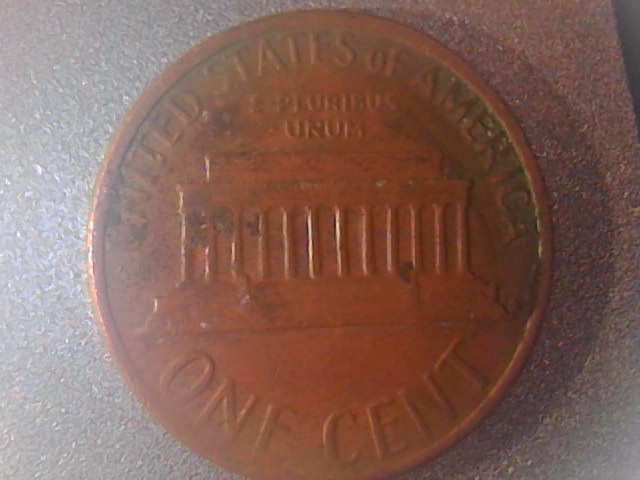 UNITED STATES OF AMERICA
E PLURIBUS
UNUM
ONE CENT